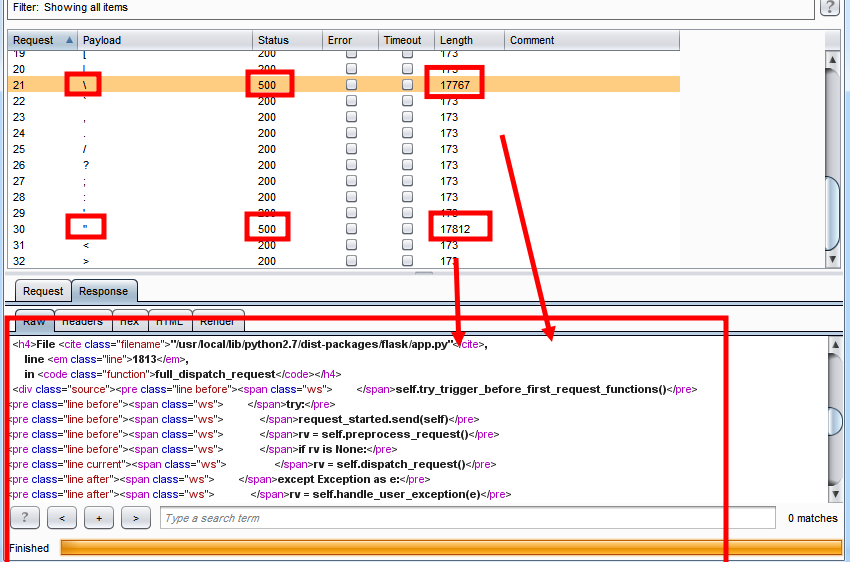 Filter: Showing all items
?
Request Payload Status Error Timeout Length Comment
19 [ 200 173
20 200 173
21 \ 500 17767
22 ` 200 173
23 , 200 173
24 . 200 173
25 / 200 173
26 ? 200 173
27 ; 200 173
28 : 200 173
29 ' 200 173
30 " 500 17812
31 < 200 173
32 > 200 173
Request Response
Raw Headers Hex HTML Render
<h4>File <cite class="filename">"/usr/local/lib/python2.7/dist-packages/flask/app.py"</cite>,
line <em class="line">1813</em>,
in <code class="function">full_dispatch_request</code></h4>
<div class="source"><pre class="line before"><span class="ws">        </span>self.try_trigger_before_first_request_functions()</pre>
<pre class="line before"><span class="ws">        </span>try:</pre>
<pre class="line before"><span class="ws">            </span>request_started.send(self)</pre>
<pre class="line before"><span class="ws">            </span>rv = self.preprocess_request()</pre>
<pre class="line before"><span class="ws">            </span>if rv is None:</pre>
<pre class="line current"><span class="ws">                </span>rv = self.dispatch_request()</pre>
<pre class="line after"><span class="ws">        </span>except Exception as e:</pre>
<pre class="line after"><span class="ws">            </span>rv = self.handle_user_exception(e)</pre>
? < + > Type a search term 0 matches
Finished